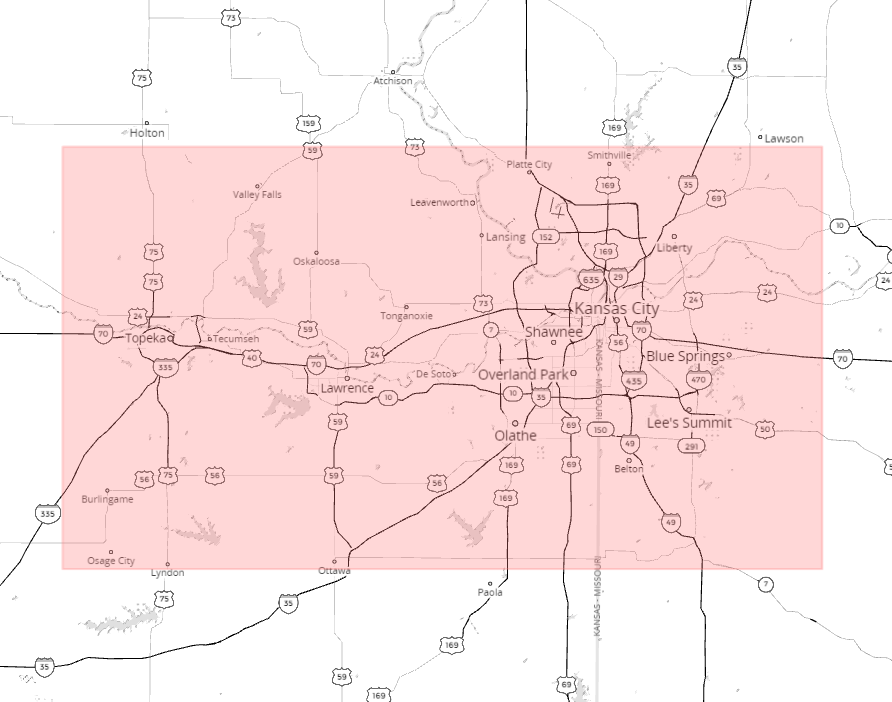 73
35
75
Atchison
159
169
Holton
Lawson
59
73
Smithville
Platte City
169
35
Valley Falls
69
Leavenworth
10
Lansing
152
Liberty
75
169
Oskaloosa
635
29
24
75
24
73
24
Tonganoxie
Kansas City
24
59
7
70
Topeka
Tecumseh
Shawnee
70
56
40
24
Blue Springs
70
335
70
De Soto
Overland Park
435
470
Lawrence
10
10
35
KANSAS - MISSOURI
59
69
150
Lee's Summit
50
Olathe
49
291
56
75
56
59
56
169
69
Belton
Burlingame
169
335
49
Osage City
Lyndon
Ottawa
KANSAS - MISSOURI
75
35
Paola
7
35
169
59
69
169